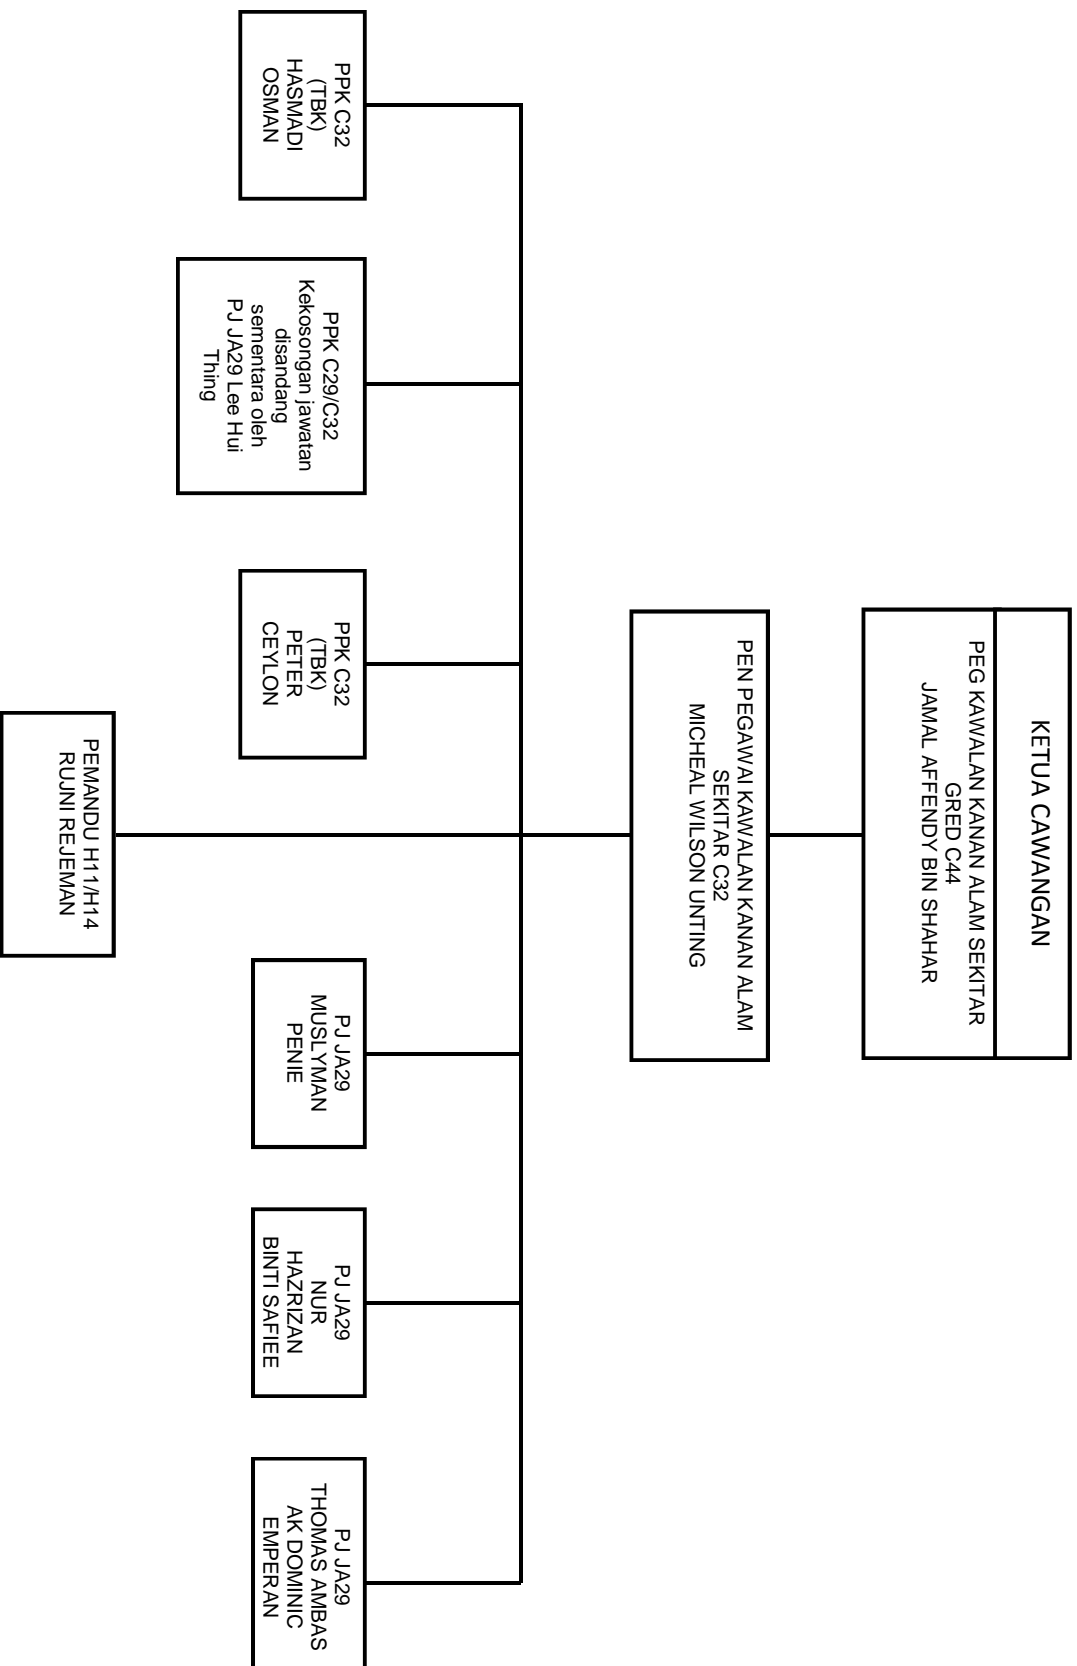 KETUA CAWANGAN
PEG KAWALAN KANAN ALAM SEKITAR
GRED C44
JAMAL AFFENDY BIN SHAHAR
PEN PEGAWAI KAWALAN KANAN ALAM
SEKITAR C32
MICHEAL WILSON UNTING
PPK C32
(TBK)
HASMADI
OSMAN
PPK C29/C32
Kekosongan jawatan
disandang
sementara oleh
PJ JA29 Lee Hui
Thing
PPK C32
(TBK)
PETER
CEYLON
PJ JA29
MUSLYMAN
PENIE
PJ JA29
NUR
HAZRIZAN
BINTI SAFIEE
PJ JA29
THOMAS AMBAS
AK DOMINIC
EMPERAN
PEMANDU H11/H14
RUJNI REJEMAN